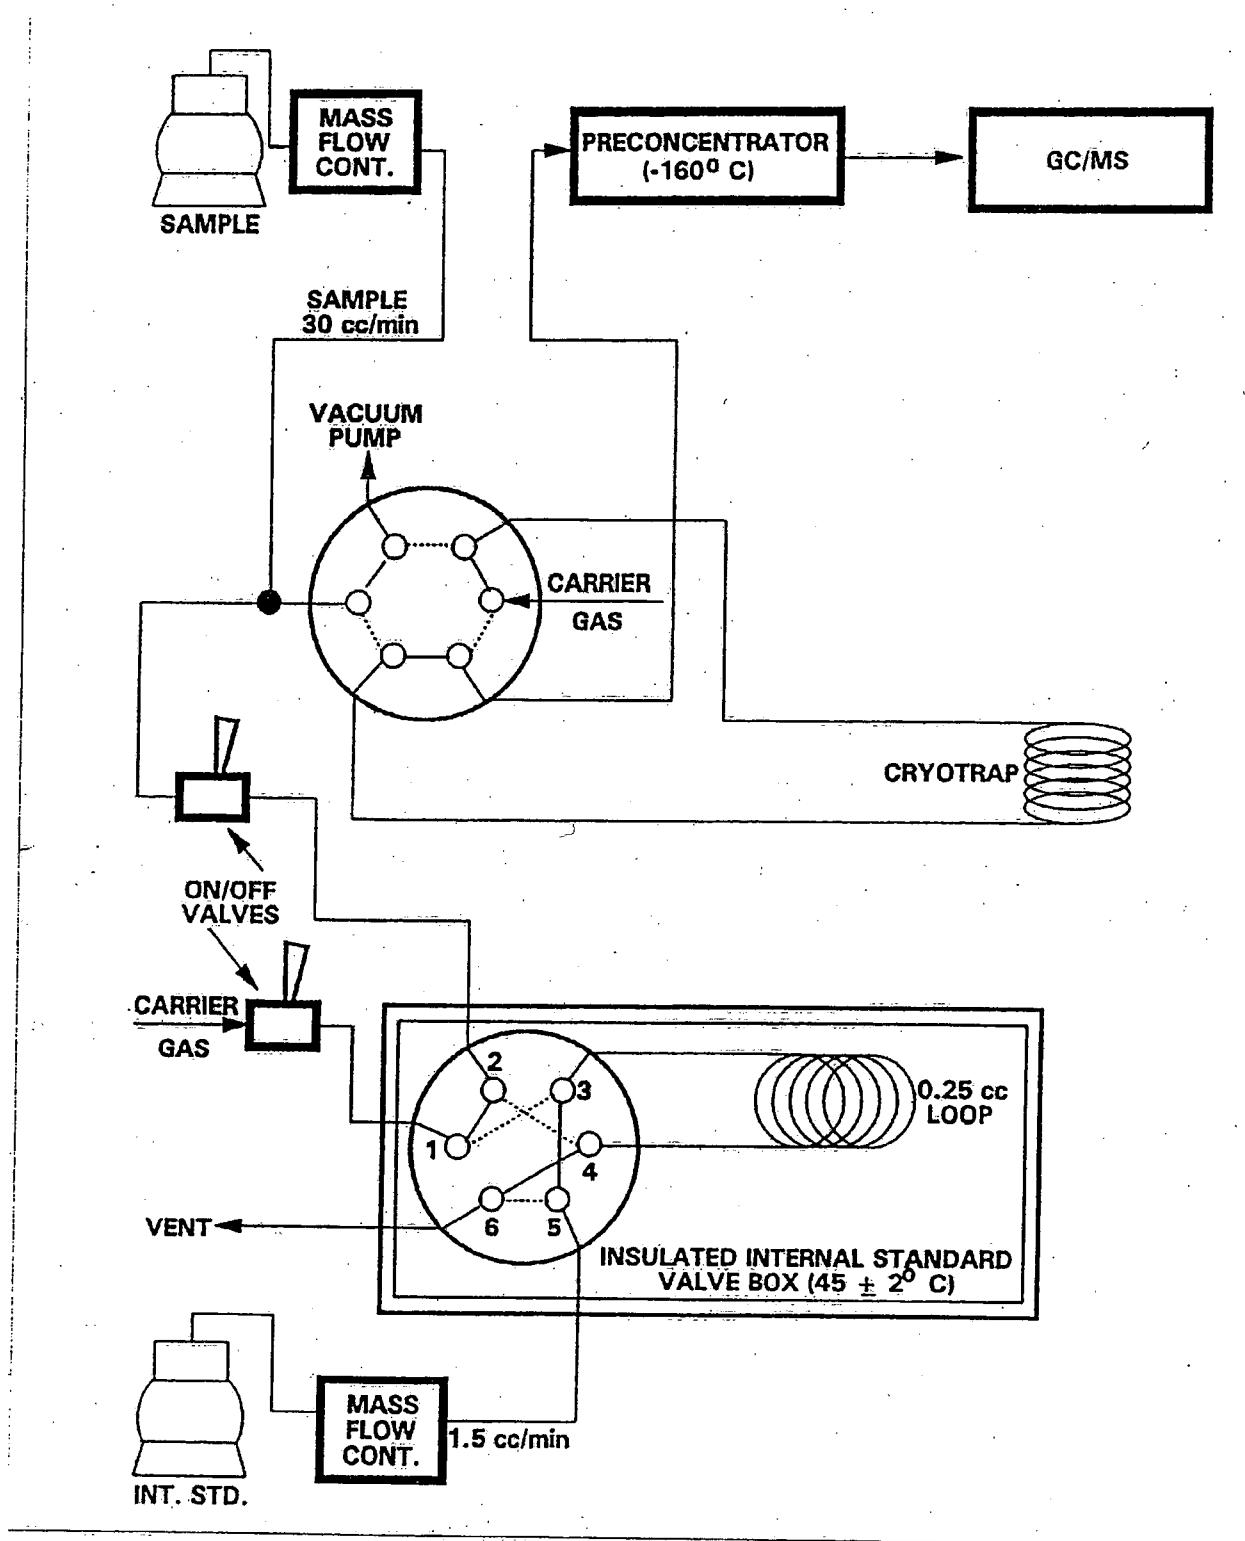 MASS
FLOW
CONT.
SAMPLE
PRECONCENTRATOR
(-160⁰ C)
GC/MS
SAMPLE
30 cc/min
VACUUM
PUMP
CARRIER
GAS
CRYOTRAP
ON/OFF
VALVES
CARRIER
GAS
2
3
0.25 cc
LOOP
1
4
6
5
VENT
INSULATED INTERNAL STANDARD
VALVE BOX (45 ± 2⁰ C)
MASS
FLOW
CONT.
1.5 cc/min
INT. STD.